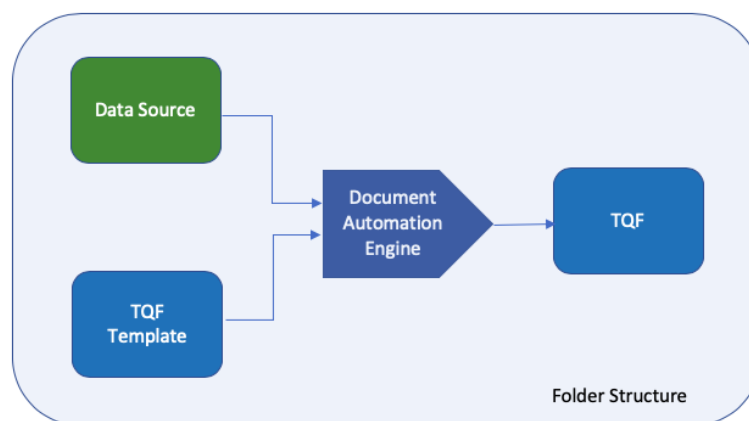 Data Source
Document
Automation
Engine
TQF
TQF
Template
Folder Structure